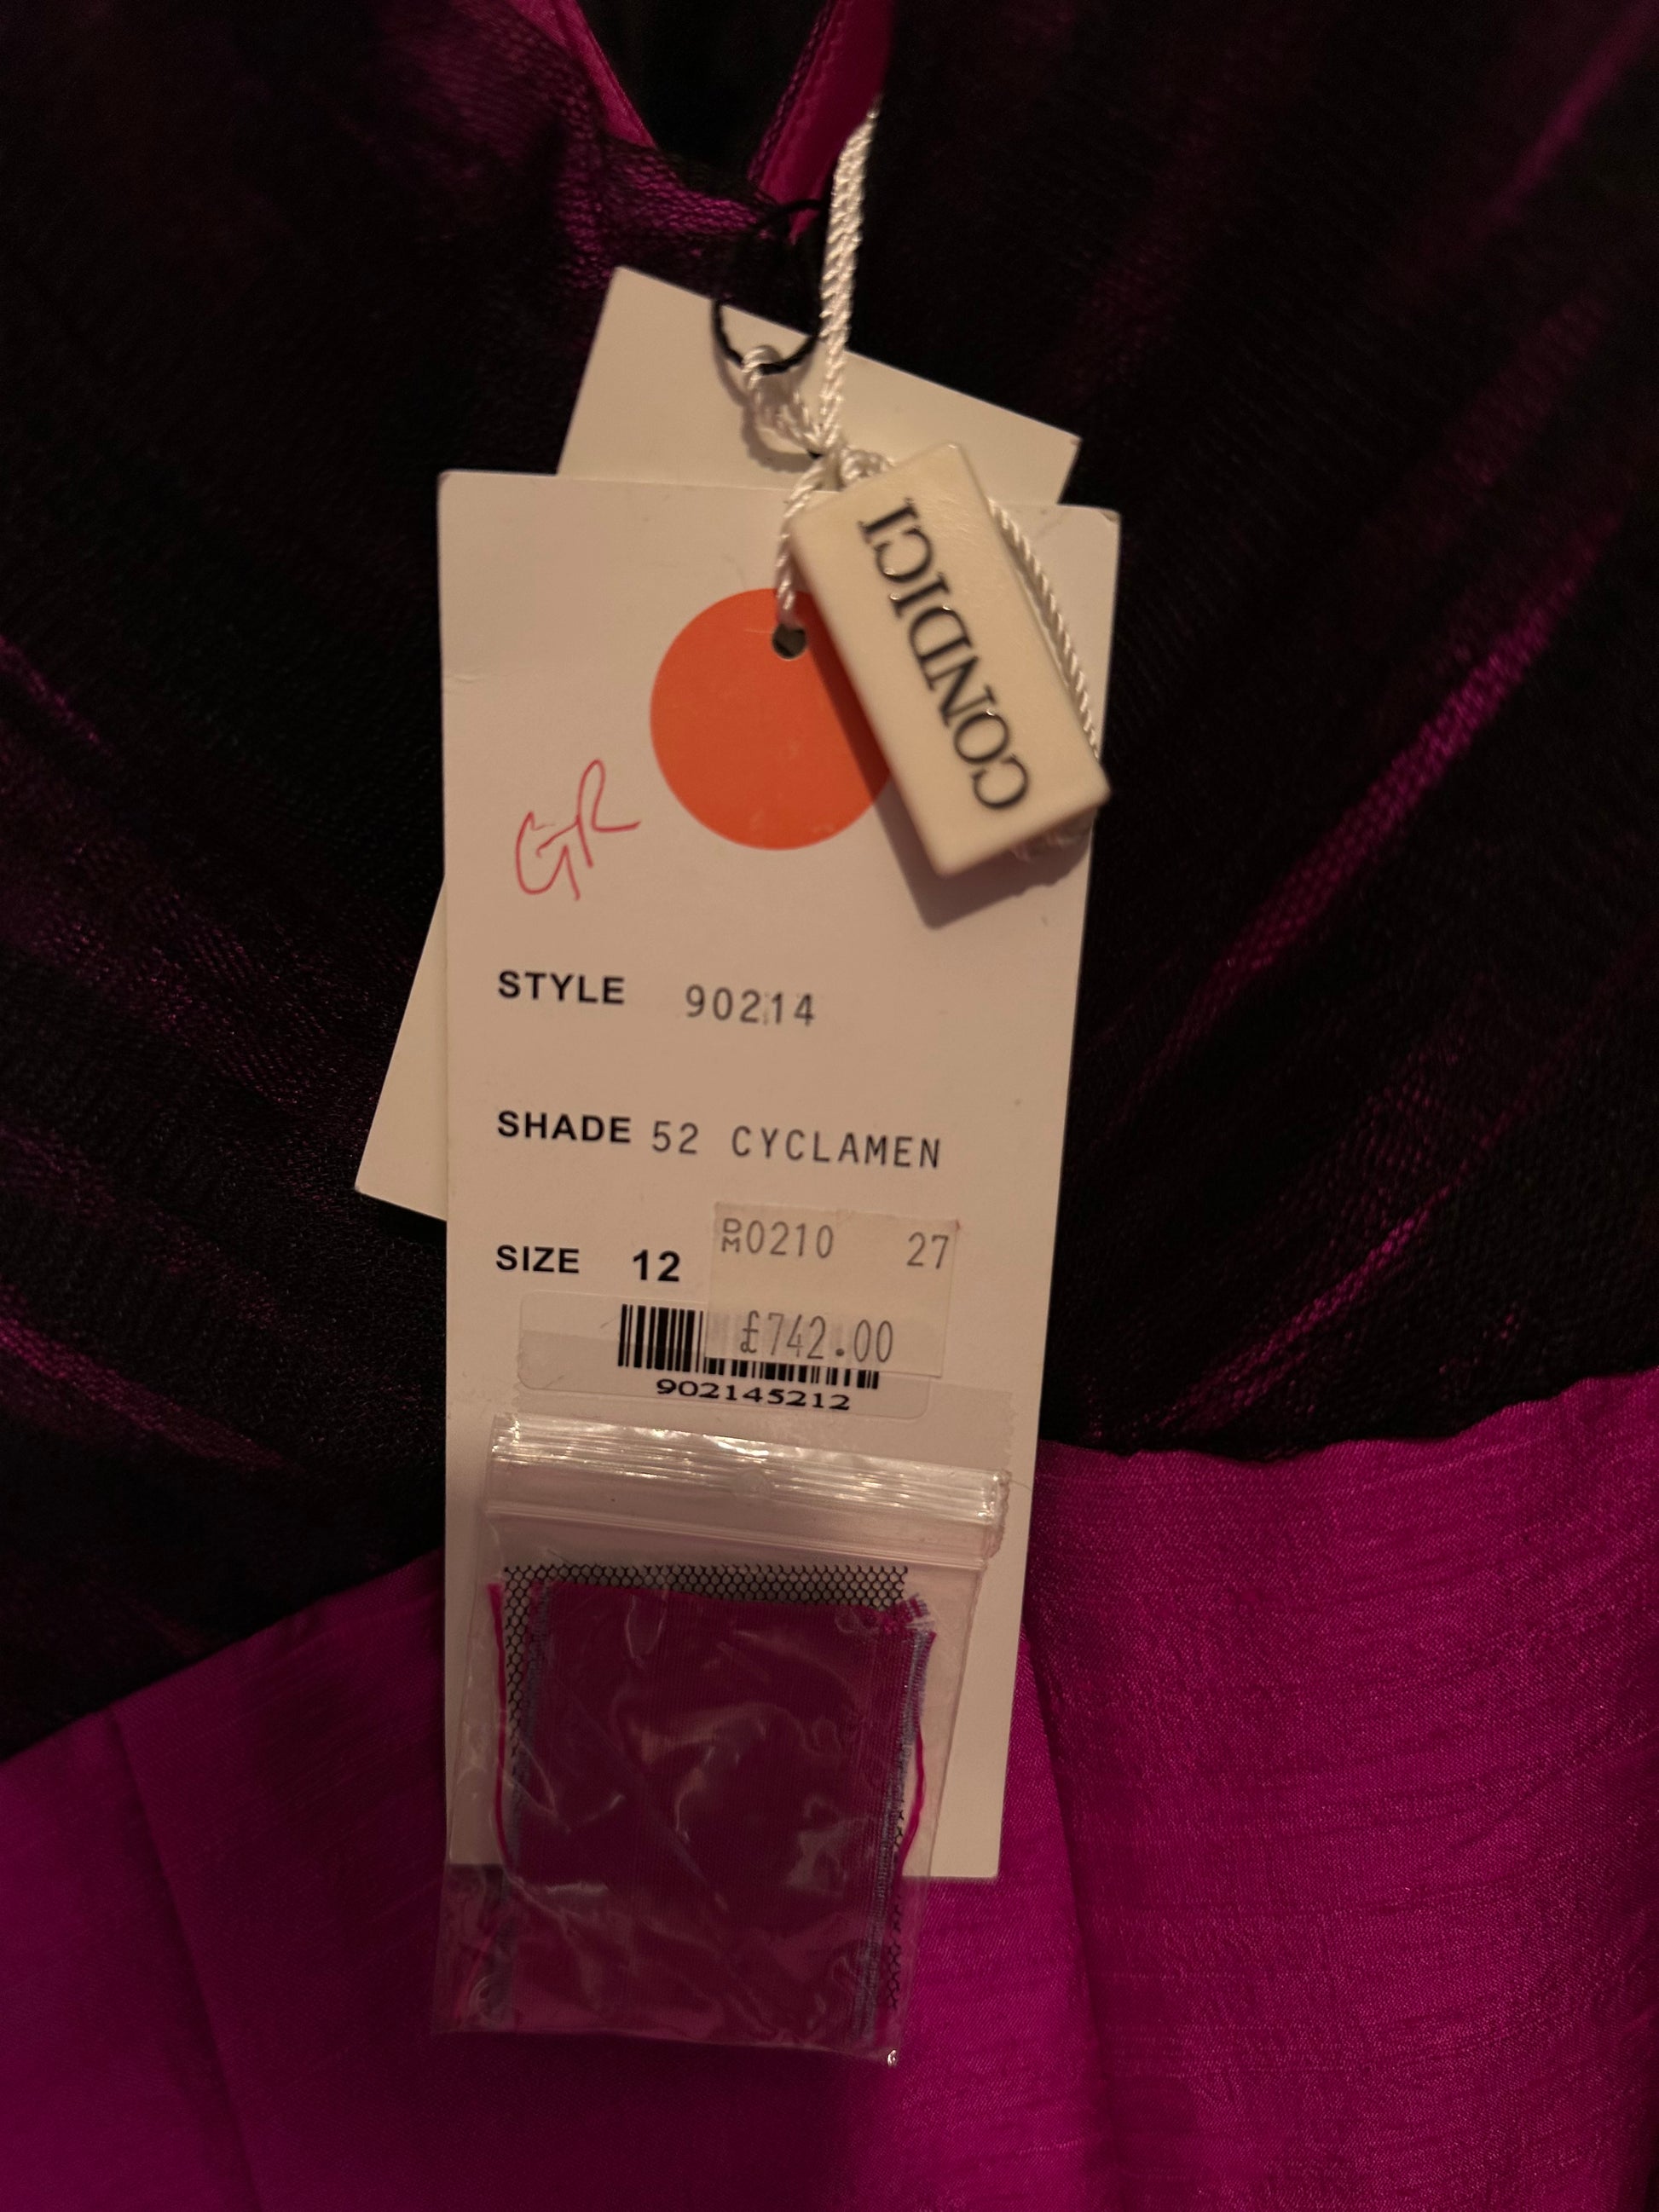 CONDICI
GR
STYLE 90214
SHADE 52 CYCLAMEN
SIZE 12
DM0210 27
£742.00
902145212